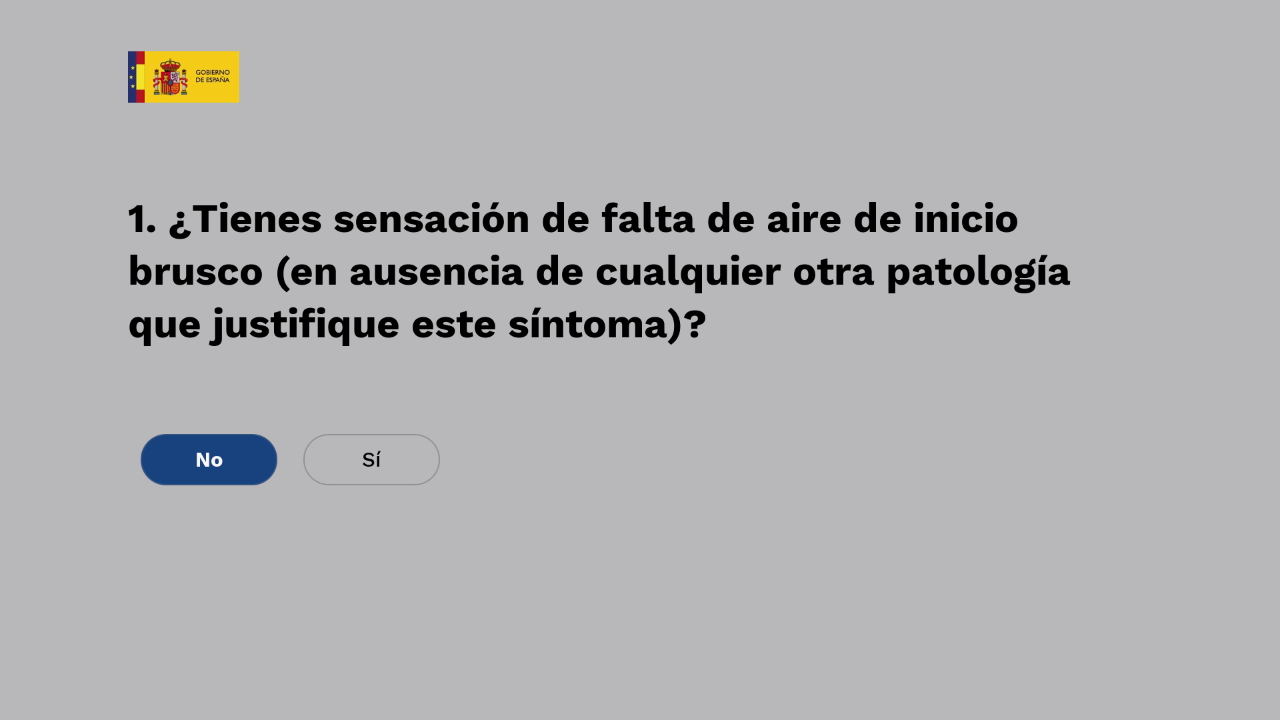 GOBIERNO
DE ESPAÑA
1. ¿Tienes sensación de falta de aire de inicio
brusco (en ausencia de cualquier otra patología
que justifique este síntoma)?
No
Sí